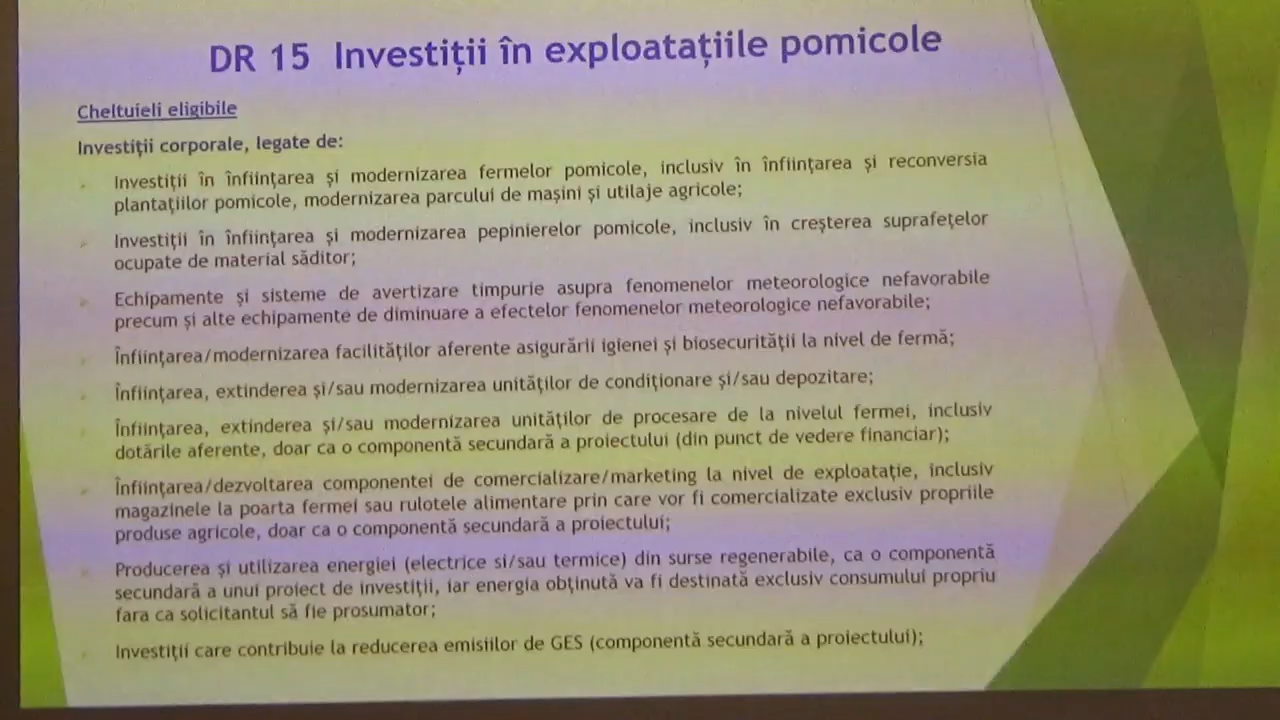 DR 15 Investiții în exploatațiile pomicole
Cheltuieli eligibile
Investiții corporale, legate de:
Investiții în înființarea și modernizarea fermelor pomicole, inclusiv în înființarea și reconversia
plantațiilor pomicole, modernizarea parcului de mașini și utilaje agricole;
Investiții în înființarea și modernizarea pepinierelor pomicole, inclusiv în creșterea suprafețelor
ocupate de material săditor;
Echipamente și sisteme de avertizare timpurie asupra fenomenelor meteorologice nefavorabile
precum și alte echipamente de diminuare a efectelor fenomenelor meteorologice nefavorabile;
Înființarea/modernizarea facilităților aferente asigurării igienei și biosecurității la nivel de fermă;
Înființarea, extinderea și/sau modernizarea unităților de condiționare și/sau depozitare;
Înființarea, extinderea și/sau modernizarea unităților de procesare de la nivelul fermei, inclusiv
dotările aferente, doar ca o componentă secundară a proiectului (din punct de vedere financiar);
Înființarea/dezvoltarea componentei de comercializare/marketing la nivel de exploatație, inclusiv
magazinele la poarta fermei sau rulotele alimentare prin care vor fi comercializate exclusiv propriile
produse agricole, doar ca o componentă secundară a proiectului;
Producerea și utilizarea energiei (electrice si/sau termice) din surse regenerabile, ca o componentă
secundară a unui proiect de investiții, iar energia obținută va fi destinată exclusiv consumului propriu
fara ca solicitantul să fie prosumator;
Investiții care contribuie la reducerea emisiilor de GES (componentă secundară a proiectului);